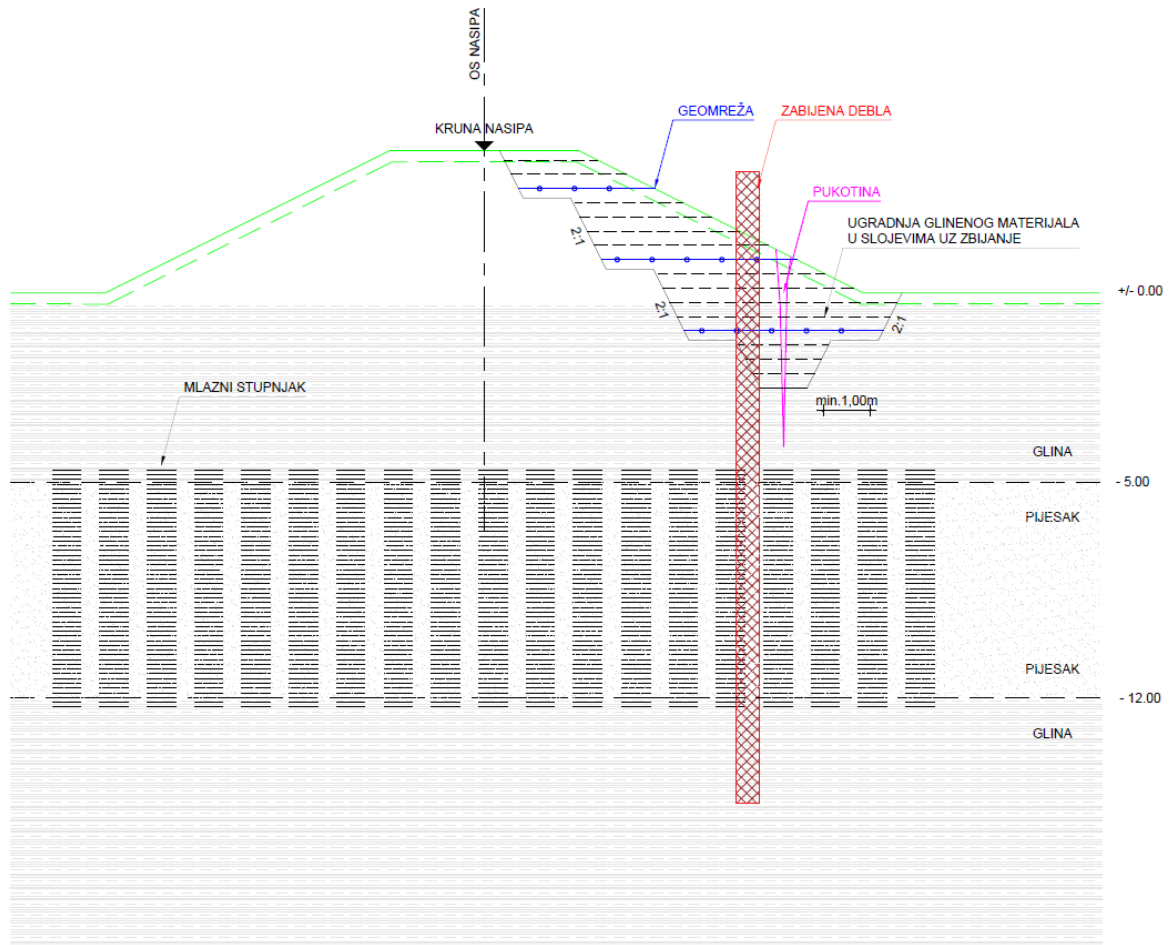 OS NASIPA
KRUNA NASIPA
GEOMREŽA
ZABIJENA DEBLA
PUKOTINA
UGRADNJA GLINENOG MATERIJALA
U SLOJEVIMA UZ ZBIJANJE
2:1
+/- 0.00
2:1
2:1
MLAZNI STUPNJAK
min.1,00m
GLINA
- 5.00
PIJESAK
PIJESAK
- 12.00
GLINA